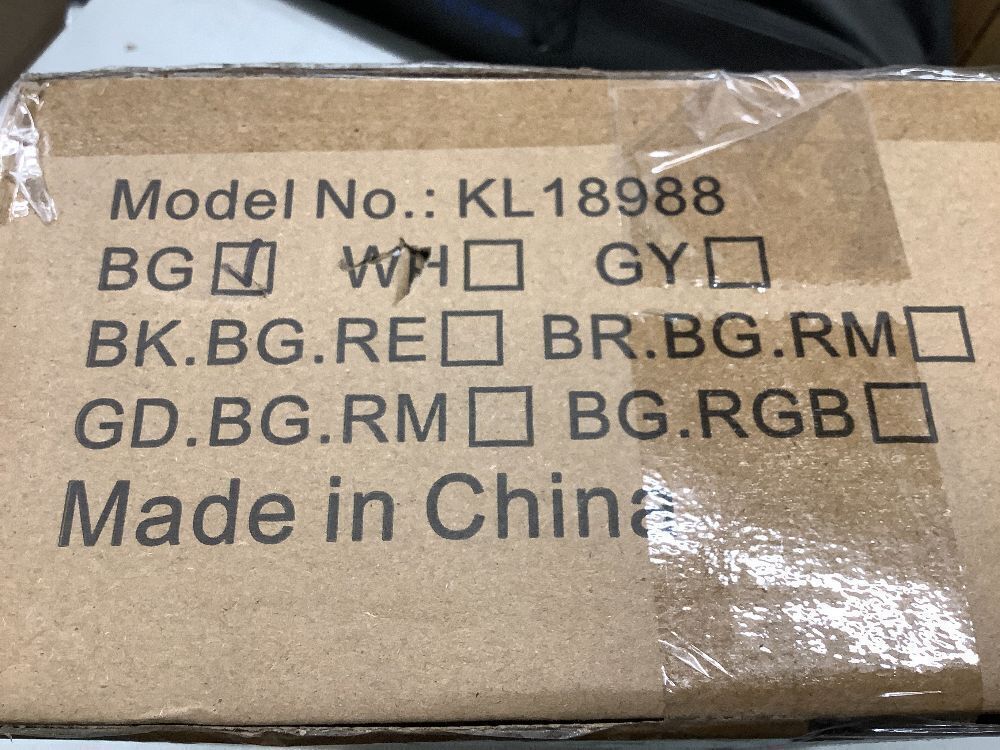 Model No.: KL18988
BG ☑ WH ☐ GY ☐
BK.BG.RE ☐ BR.BG.RM ☐
GD.BG.RM ☐ BG.RGB ☐
Made in China